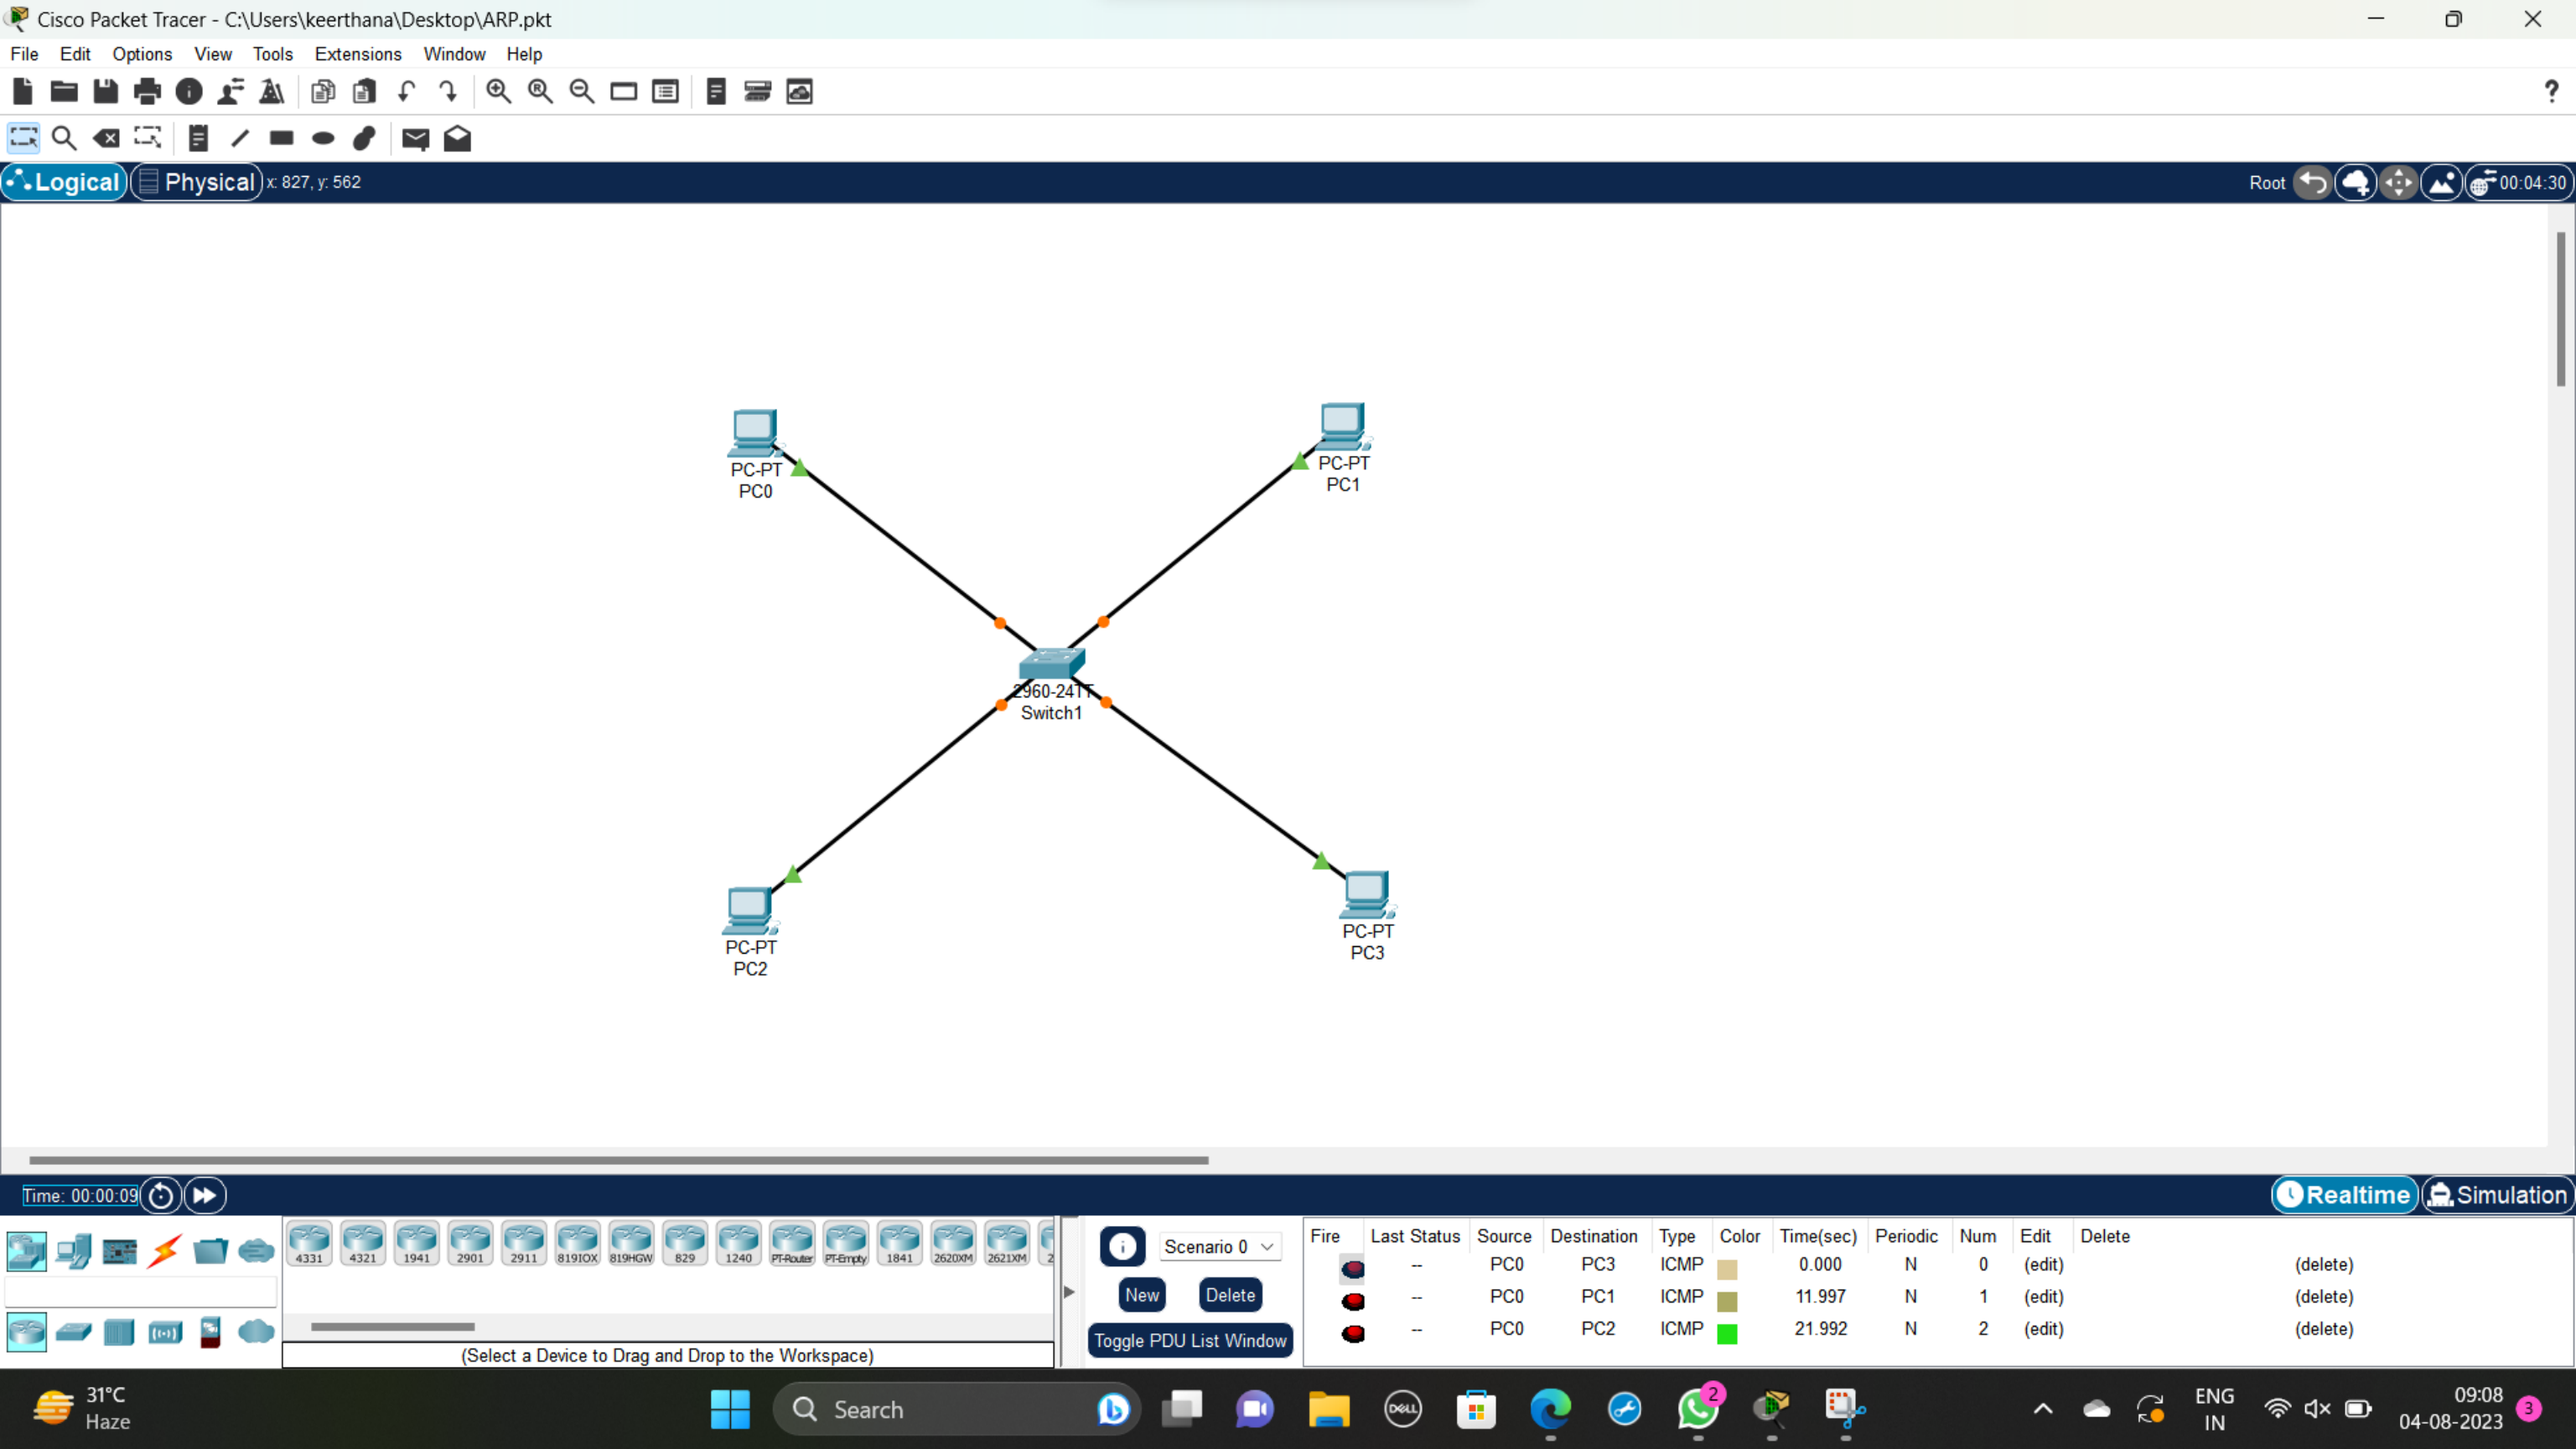 Cisco Packet Tracer - C:\Users\keerthana\Desktop\ARP.pkt
File Edit Options View Tools Extensions Window Help
Logical Physical x: 827, y: 562 Root 00:04:30
PC-PT
PC0
PC-PT
PC1
2960-24TT
Switch1
PC-PT
PC2
PC-PT
PC3
Time: 00:00:09 Realtime Simulation
4331 4321 1941 2901 2911 819IOX 819HGW 829 1240 PT-Router PT-Empty 1841 2620XM 2621XM 2
(Select a Device to Drag and Drop to the Workspace)
Scenario 0
New Delete
Toggle PDU List Window
Fire Last Status Source Destination Type Color Time(sec) Periodic Num Edit Delete
-- PC0 PC3 ICMP 0.000 N 0 (edit) (delete)
-- PC0 PC1 ICMP 11.997 N 1 (edit) (delete)
-- PC0 PC2 ICMP 21.992 N 2 (edit) (delete)
31°C
Haze
Search
DELL
2
ENG
IN
09:08
04-08-2023
3